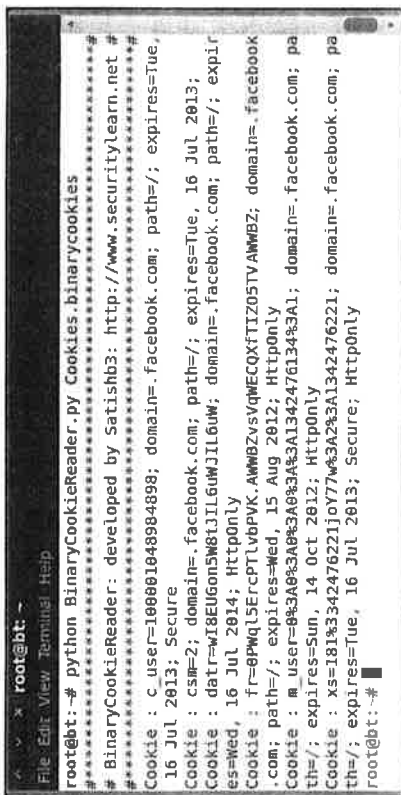 root@bt: ~
File Edit View Terminal Help
root@bt:~# python BinaryCookieReader.py Cookies.binarycookies
#*************************************************************************#
# BinaryCookieReader: developed by Satishb3: http://www.securitylearn.net #
#*************************************************************************#
Cookie : c_user=100001048984898; domain=.facebook.com; path=/; expires=Tue,
16 Jul 2013; Secure
Cookie : csm=2; domain=.facebook.com; path=/; expires=Tue, 16 Jul 2013;
Cookie : datr=wI8EUGon5W8tJIL6uWJIL6uW; domain=.facebook.com; path=/; expir
es=Wed, 16 Jul 2014; HttpOnly
Cookie : fr=0PWql5ErcPTlvbPVK.AWWBZvsVqWECQXfTIZO5TVAWWBZ; domain=.facebook
.com; path=/; expires=Wed, 15 Aug 2012; HttpOnly
Cookie : m_user=0%3A0%3A0%3A0%3A%3A1342476134%3A1; domain=.facebook.com; pa
th=/; expires=Sun, 14 Oct 2012; HttpOnly
Cookie : xs=181%3342476221joV77w%3A2%3A1342476221; domain=.facebook.com; pa
th=/; expires=Tue, 16 Jul 2013; Secure; HttpOnly
root@bt:~#